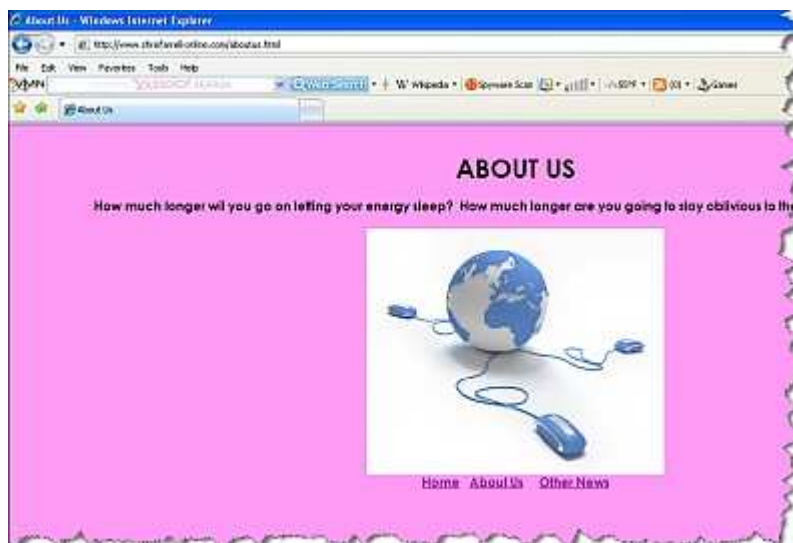 About Us - Windows Internet Explorer
File Edit View Favorites Tools Help
Web Search W Wikipedia Spyware Scan (0) Games
About Us
ABOUT US
How much longer wil you go on letting your energy sleep? How much longer are you going to stay oblivious to the
Home About Us Other News